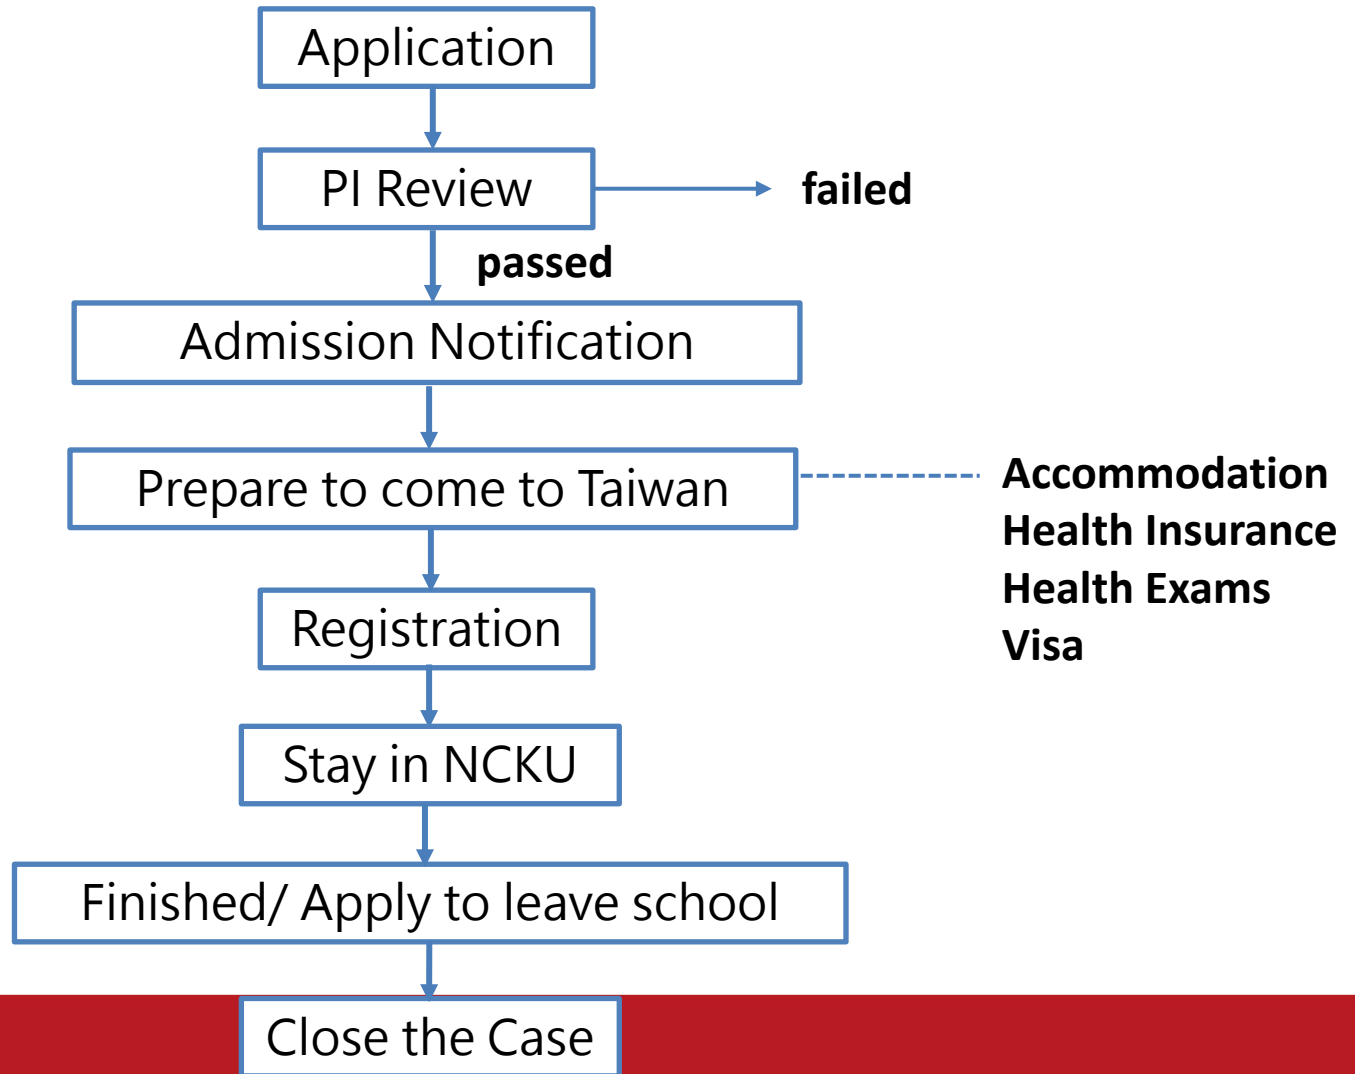 Application
PI Review
failed
passed
Admission Notification
Prepare to come to Taiwan
Accommodation
Health Insurance
Health Exams
Visa
Registration
Stay in NCKU
Finished/ Apply to leave school
Close the Case